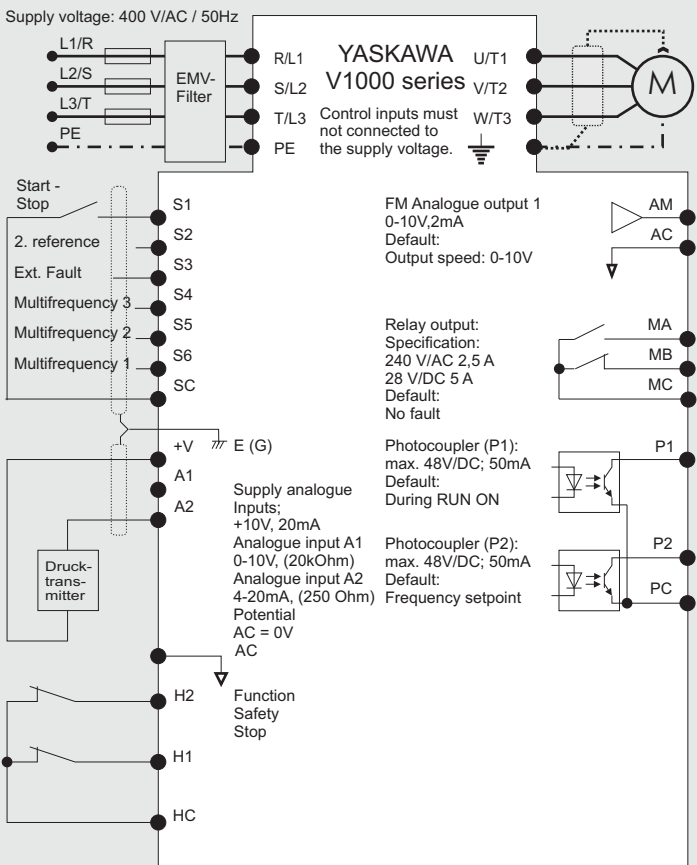 Supply voltage: 400 V/AC / 50Hz
L1/R
L2/S
L3/T
PE
EMV-
Filter
R/L1
S/L2
T/L3
PE
YASKAWA
V1000 series
Control inputs must
not connected to
the supply voltage.
U/T1
V/T2
W/T3
M
Start -
Stop
2. reference
Ext. Fault
Multifrequency 3
Multifrequency 2
Multifrequency 1
S1
S2
S3
S4
S5
S6
SC
FM Analogue output 1
0-10V,2mA
Default:
Output speed: 0-10V
AM
AC
Relay output:
Specification:
240 V/AC 2,5 A
28 V/DC 5 A
Default:
No fault
MA
MB
MC
+V
E (G)
A1
A2
Druck-
trans-
mitter
Supply analogue
Inputs;
+10V, 20mA
Analogue input A1
0-10V, (20kOhm)
Analogue input A2
4-20mA, (250 Ohm)
Potential
AC = 0V
AC
Photocoupler (P1):
max. 48V/DC; 50mA
Default:
During RUN ON
P1
Photocoupler (P2):
max. 48V/DC; 50mA
Default:
Frequency setpoint
P2
PC
H2
H1
HC
Function
Safety
Stop